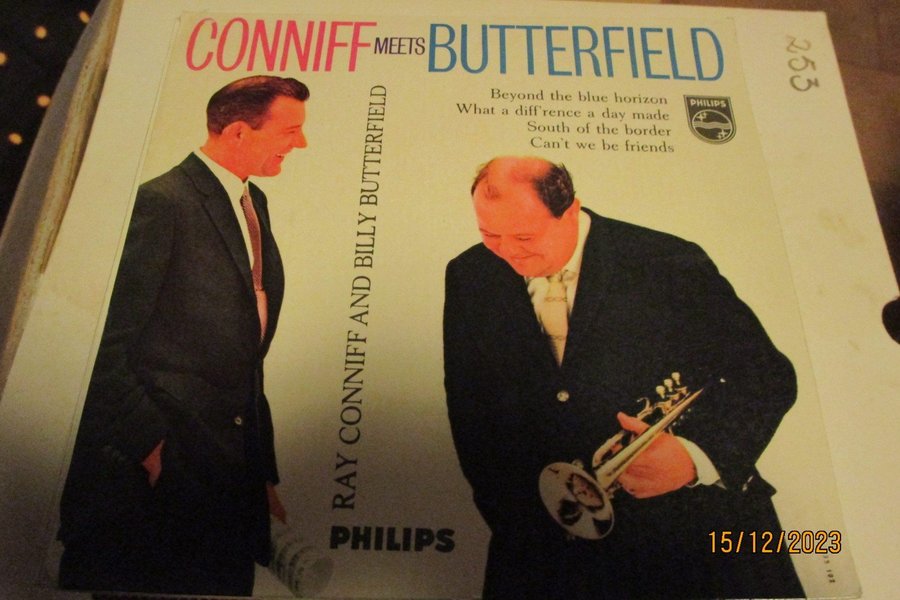 CONNIFF MEETS BUTTERFIELD
253
Beyond the blue horizon
What a diff'rence a day made
South of the border
Can't we be friends
PHILIPS
RAY CONNIFF AND BILLY BUTTERFIELD
PHILIPS
15/12/2023